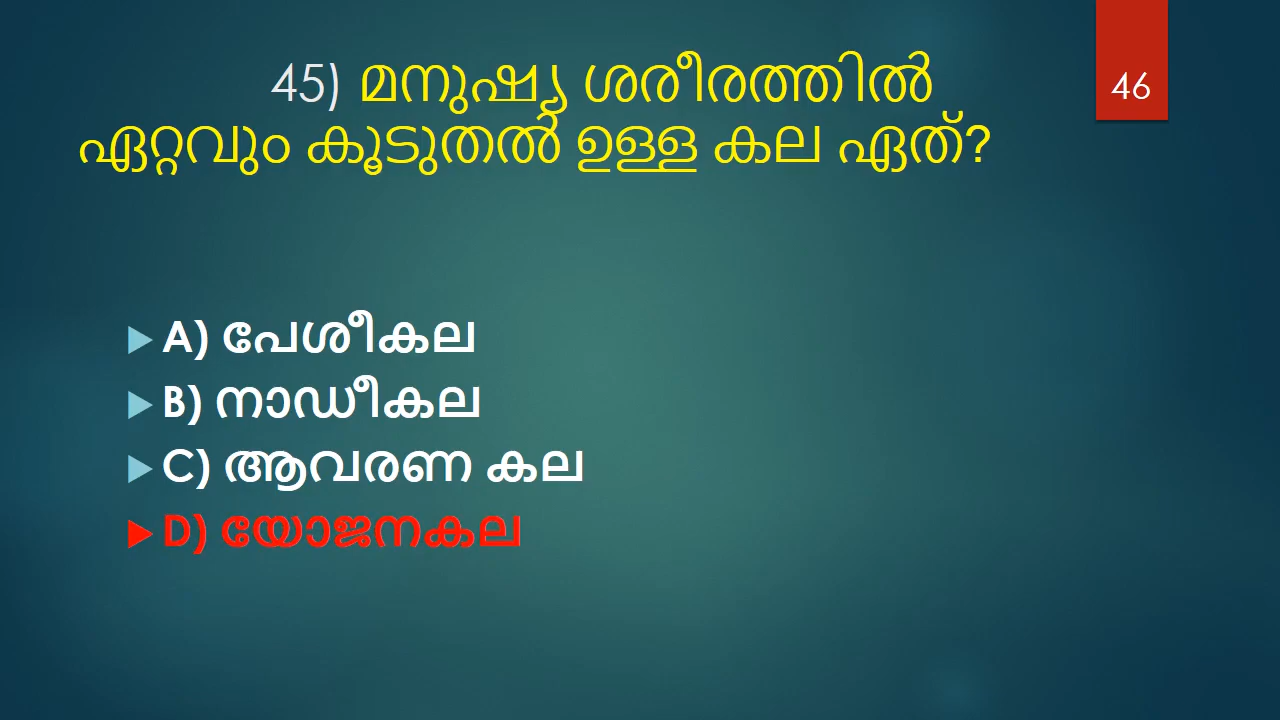 45) മനുഷ്യ ശരീരത്തിൽ
ഏറ്റവും കൂടുതൽ ഉള്ള കല ഏത്?
46
A) പേശീകല
B) നാഡീകല
C) ആവരണ കല
D) യോജനകല